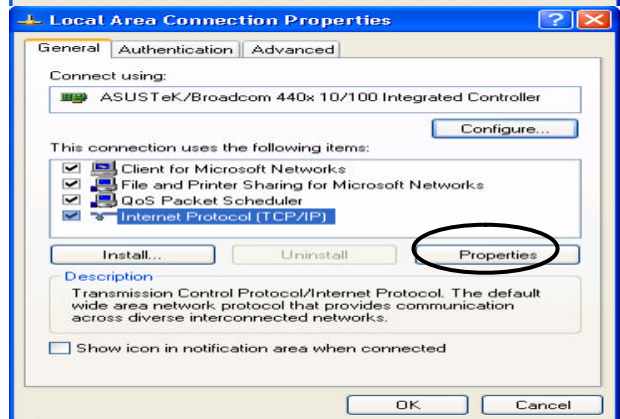 Local Area Connection Properties
General Authentication Advanced
Connect using:
ASUSTeK/Broadcom 440x 10/100 Integrated Controller
Configure...
This connection uses the following items:
Client for Microsoft Networks
File and Printer Sharing for Microsoft Networks
QoS Packet Scheduler
Internet Protocol (TCP/IP)
Install... Uninstall Properties
Description
Transmission Control Protocol/Internet Protocol. The default
wide area network protocol that provides communication
across diverse interconnected networks.
Show icon in notification area when connected
OK Cancel